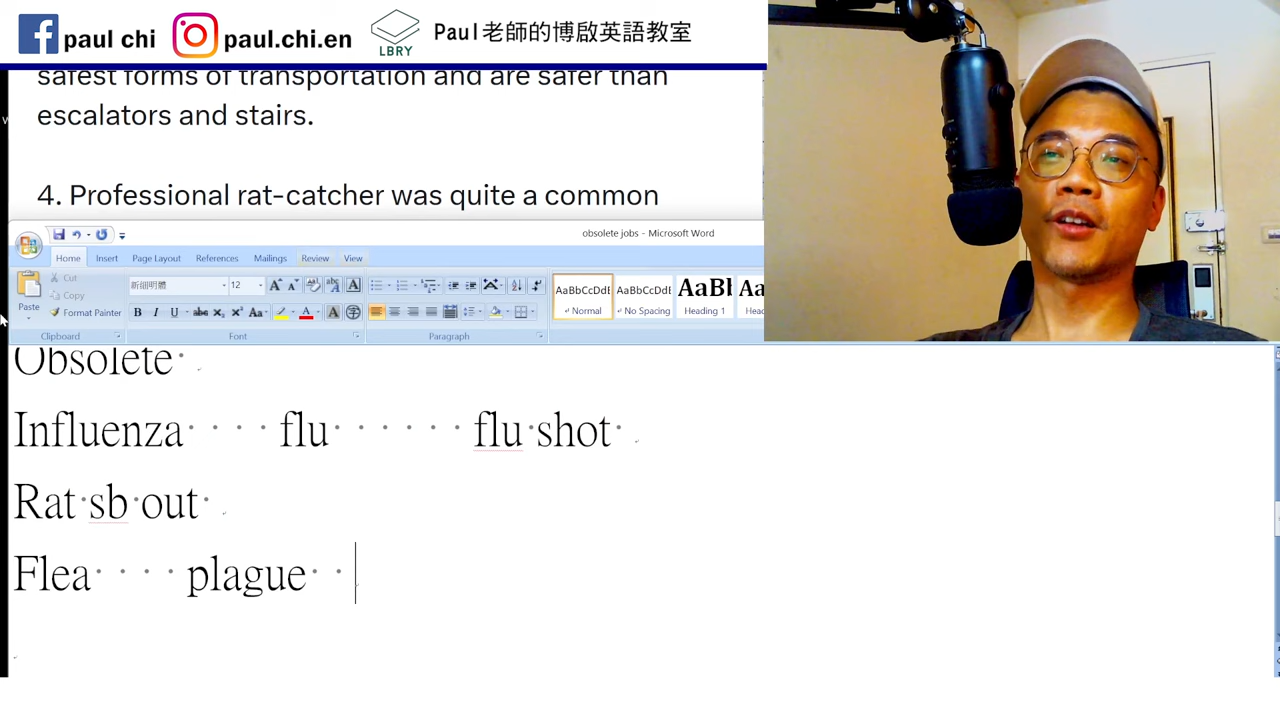 paul chi
paul.chi.en
LBRY
Paul老師的博啟英語教室
safest forms of transportation and are safer than
escalators and stairs.
4. Professional rat-catcher was quite a common
obsolete jobs - Microsoft Word
Home Insert Page Layout References Mailings Review View
Cut
Copy
Format Painter
Paste
Clipboard
新細明體 12
Font
Paragraph
AaBbCcDdE AaBbCcDdE AaBbC
Normal No Spacing Heading 1
Obsolete
Influenza flu flu shot
Rat sb out
Flea plague